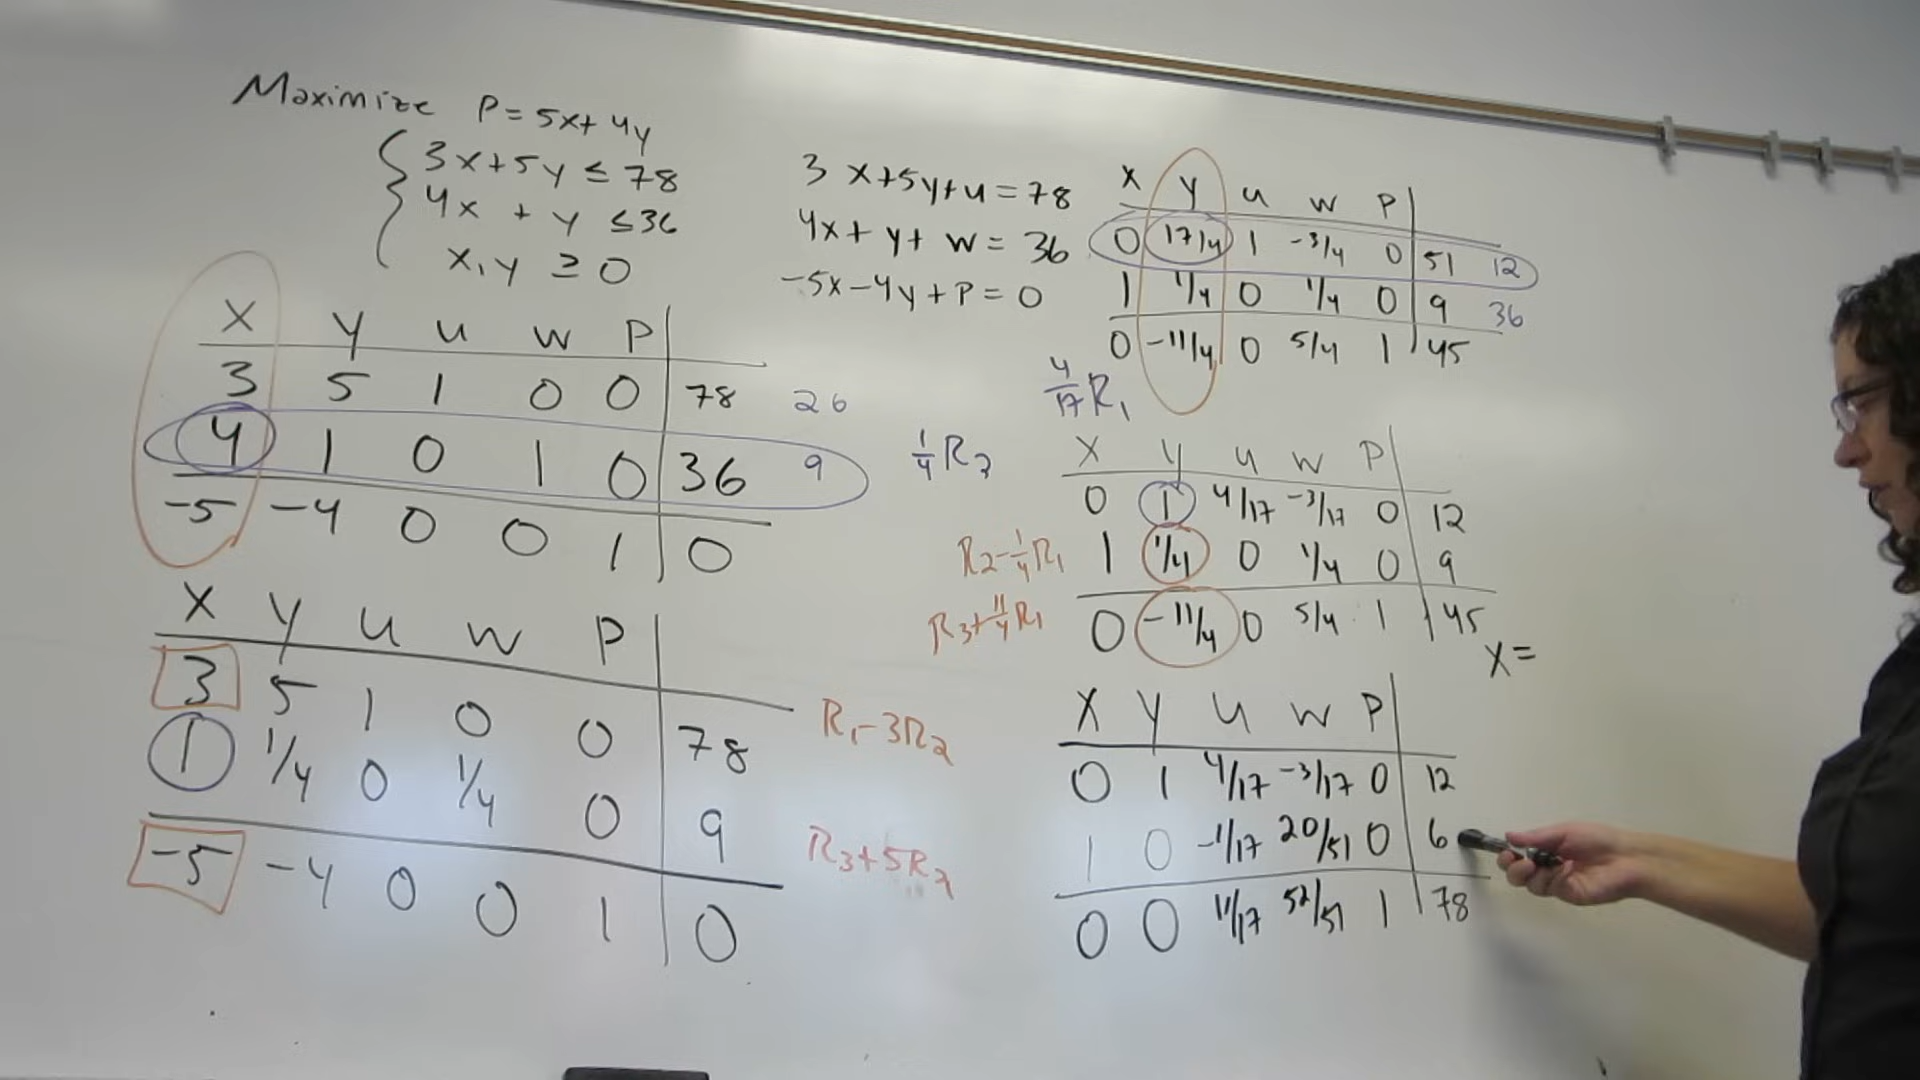 Maximize P = 5x + 4y
3x + 5y ≤ 78
4x + y ≤ 36
x, y ≥ 0
x y u w P
3 5 1 0 0 78 26
4 1 0 1 0 36 9
-5 -4 0 0 1 0
1/4 R2
x y u w P
3 5 1 0 0 78 R1 - 3R2
1 1/4 0 1/4 0 9
-5 -4 0 0 1 0 R3 + 5R2
3x + 5y + u = 78
4x + y + w = 36
-5x - 4y + P = 0
x y u w P
0 17/4 1 -3/4 0 51 12
1 1/4 0 1/4 0 9 36
0 -11/4 0 5/4 1 45
4/17 R1
x y u w P
0 1 4/17 -3/17 0 12
R2 - 1/4 R1 1 1/4 0 1/4 0 9
R3 + 11/4 R1 0 -11/4 0 5/4 1 45
x =
x y u w P
0 1 4/17 -3/17 0 12
1 0 -1/17 20/51 0 6
0 0 11/17 52/51 1 78